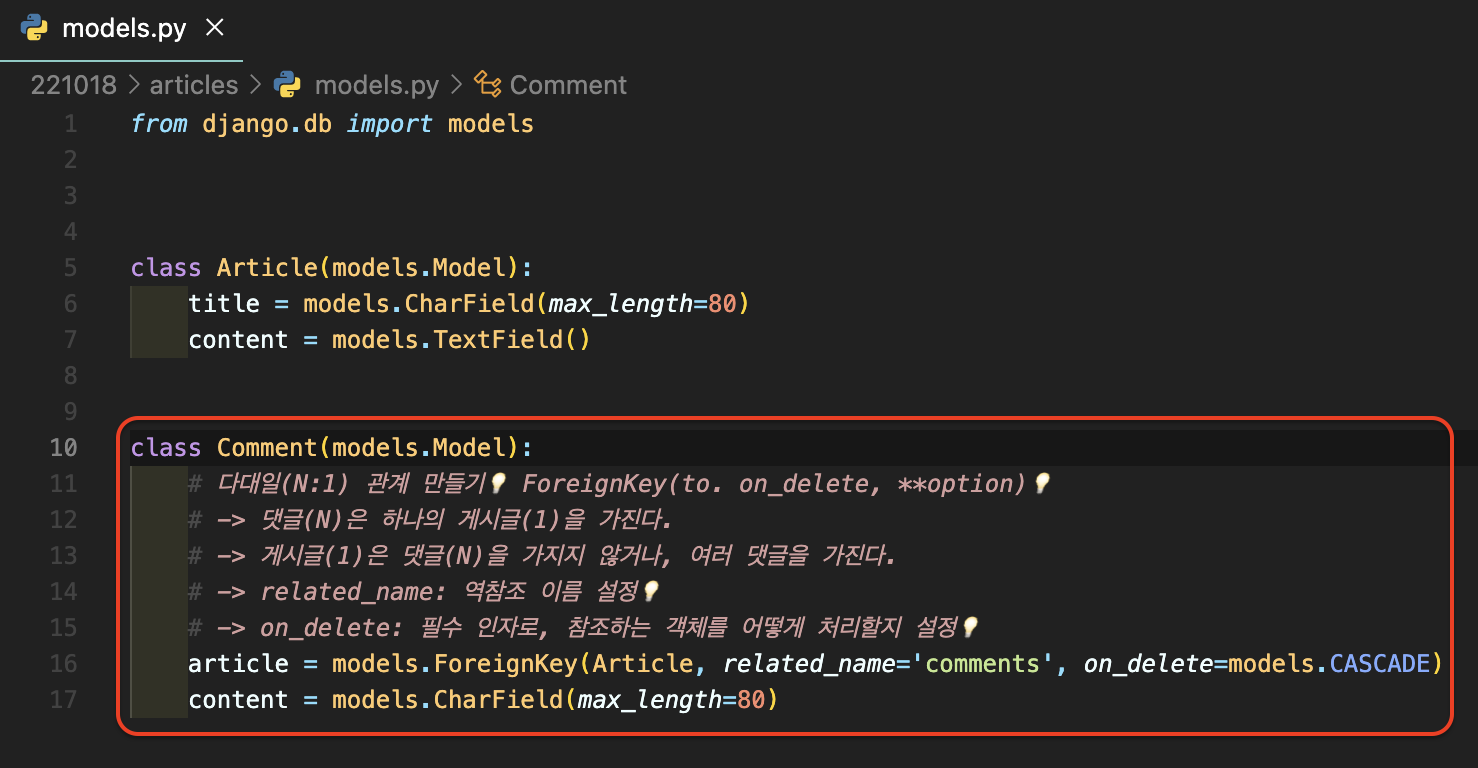 models.py ×
221018 > articles > models.py > Comment
1 from django.db import models
2
3
4
5 class Article(models.Model):
6     title = models.CharField(max_length=80)
7     content = models.TextField()
8
9
10 class Comment(models.Model):
11     # 다대일(N:1) 관계 만들기💡 ForeignKey(to. on_delete, **option)💡
12     # -> 댓글(N)은 하나의 게시글(1)을 가진다.
13     # -> 게시글(1)은 댓글(N)을 가지지 않거나, 여러 댓글을 가진다.
14     # -> related_name: 역참조 이름 설정💡
15     # -> on_delete: 필수 인자로, 참조하는 객체를 어떻게 처리할지 설정💡
16     article = models.ForeignKey(Article, related_name='comments', on_delete=models.CASCADE)
17     content = models.CharField(max_length=80)